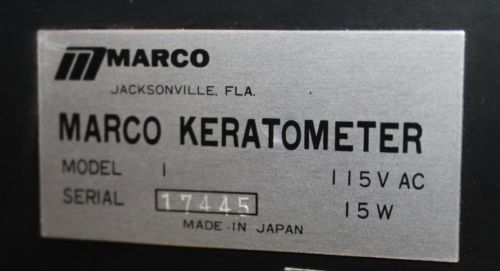 MARCO
JACKSONVILLE, FLA.
MARCO KERATOMETER
MODEL I 115V AC
SERIAL 17445 15W
MADE IN JAPAN